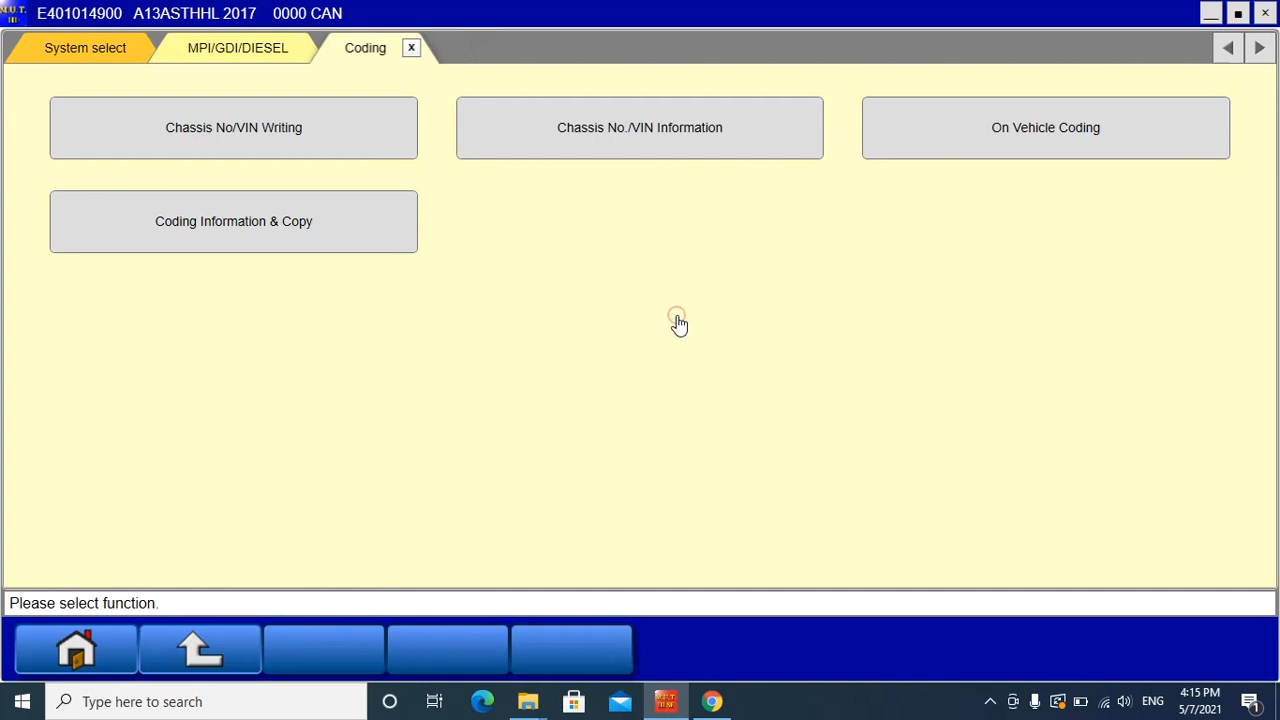 M.U.T. III E401014900 A13ASTHHL 2017 0000 CAN
System select MPI/GDI/DIESEL Coding x
Chassis No/VIN Writing Chassis No./VIN Information On Vehicle Coding
Coding Information & Copy
Please select function.
Type here to search
ENG
4:15 PM
5/7/2021
1